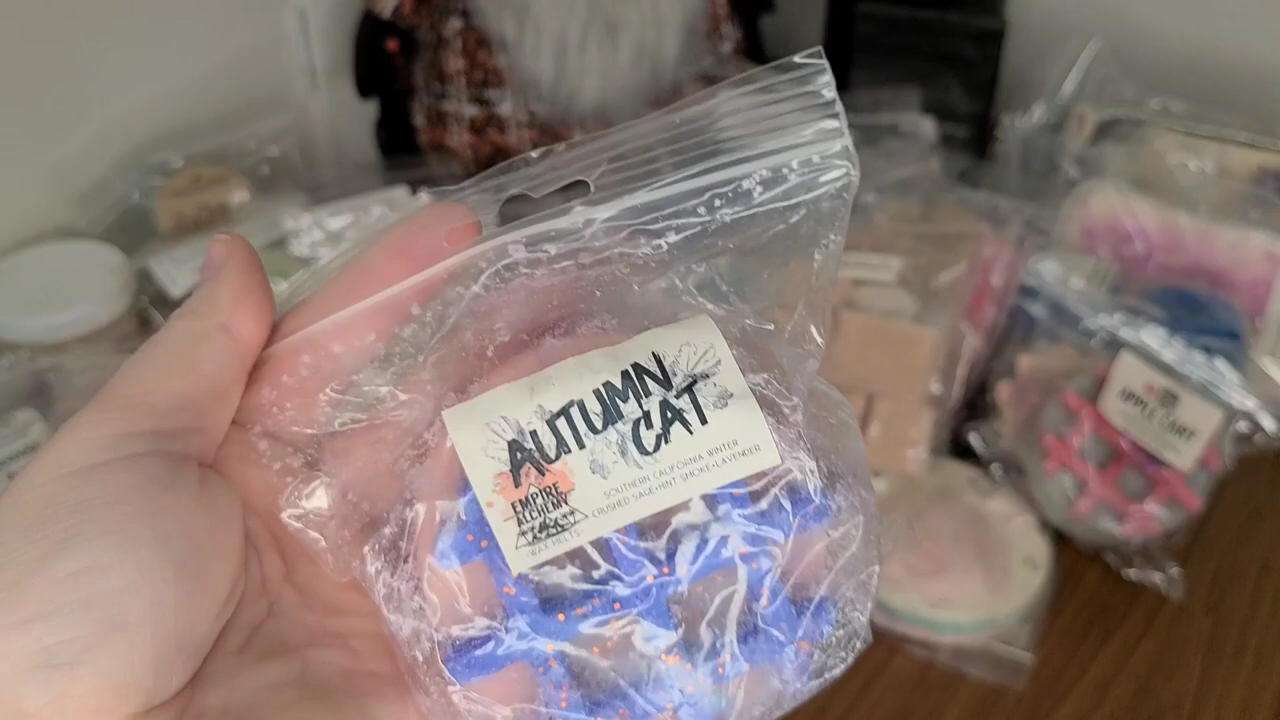 AUTUMN
CAT
SOUTHERN CALIFORNIA WINTER
CRUSHED SAGE•HINT SMOKE•LAVENDER
EMPIRE
ALCHEMY
-WAX MELTS-
APPLE CART